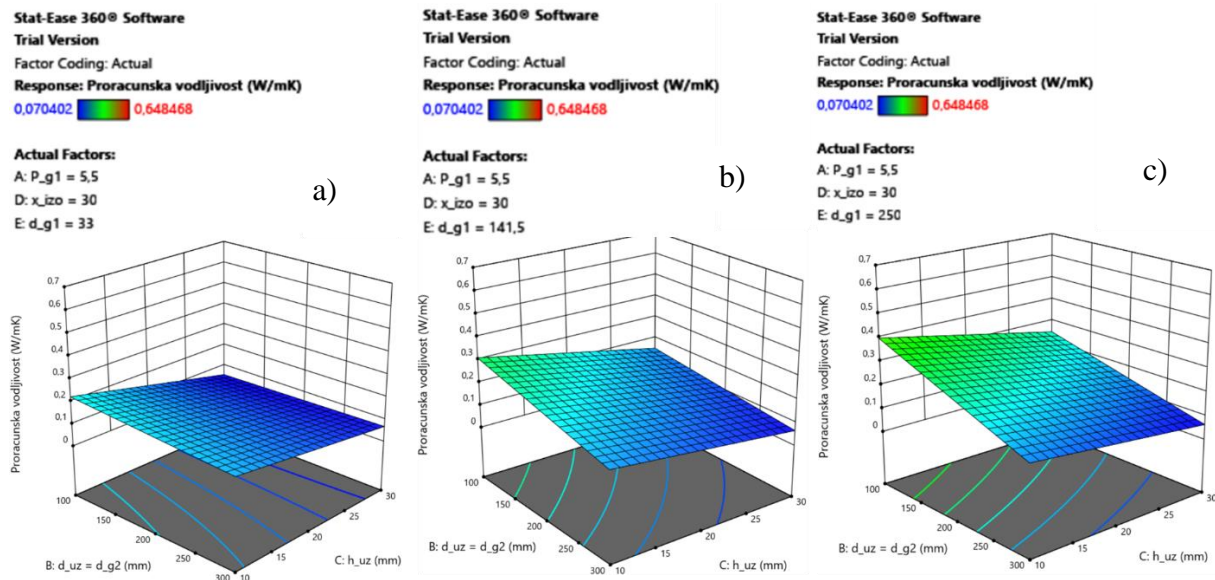 Stat-Ease 360® Software
Trial Version
Factor Coding: Actual
Response: Proracunska vodljivost (W/mK)
0,070402 0,648468
Actual Factors:
A: P_g1 = 5,5
D: x_izo = 30
E: d_g1 = 33
a)
Proracunska vodljivost (W/mK)
0,7
0,6
0,5
0,4
0,3
0,2
0,1
0
100
150
200
250
300
B: d_uz = d_g2 (mm)
10
15
20
25
30
C: h_uz (mm)
Stat-Ease 360® Software
Trial Version
Factor Coding: Actual
Response: Proracunska vodljivost (W/mK)
0,070402 0,648468
Actual Factors:
A: P_g1 = 5,5
D: x_izo = 30
E: d_g1 = 141,5
b)
Proracunska vodljivost (W/mK)
0,7
0,6
0,5
0,4
0,3
0,2
0,1
0
100
150
200
250
300
B: d_uz = d_g2 (mm)
10
15
20
25
30
C: h_uz (mm)
Stat-Ease 360® Software
Trial Version
Factor Coding: Actual
Response: Proracunska vodljivost (W/mK)
0,070402 0,648468
Actual Factors:
A: P_g1 = 5,5
D: x_izo = 30
E: d_g1 = 250
c)
Proracunska vodljivost (W/mK)
0,7
0,6
0,5
0,4
0,3
0,2
0,1
0
100
150
200
250
300
B: d_uz = d_g2 (mm)
10
15
20
25
30
C: h_uz (mm)